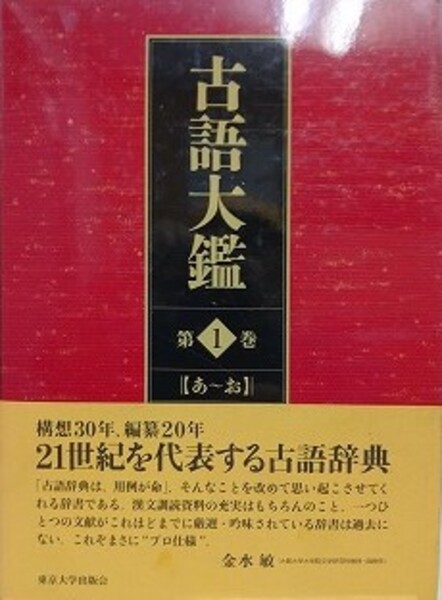 古語大鑑
第1巻
【あ〜お】
構想30年、編纂20年
21世紀を代表する古語辞典
「古語辞典は、用例が命」、そんなことを改めて思い起こさせてく
れる辞書である。漢文訓読資料の充実はもちろんのこと、一つひ
とつの文献がこれほどまでに厳選・吟味されている辞書は過去に
ない。これぞまさに"プロ仕様"。
金水 敏
東京大学出版会